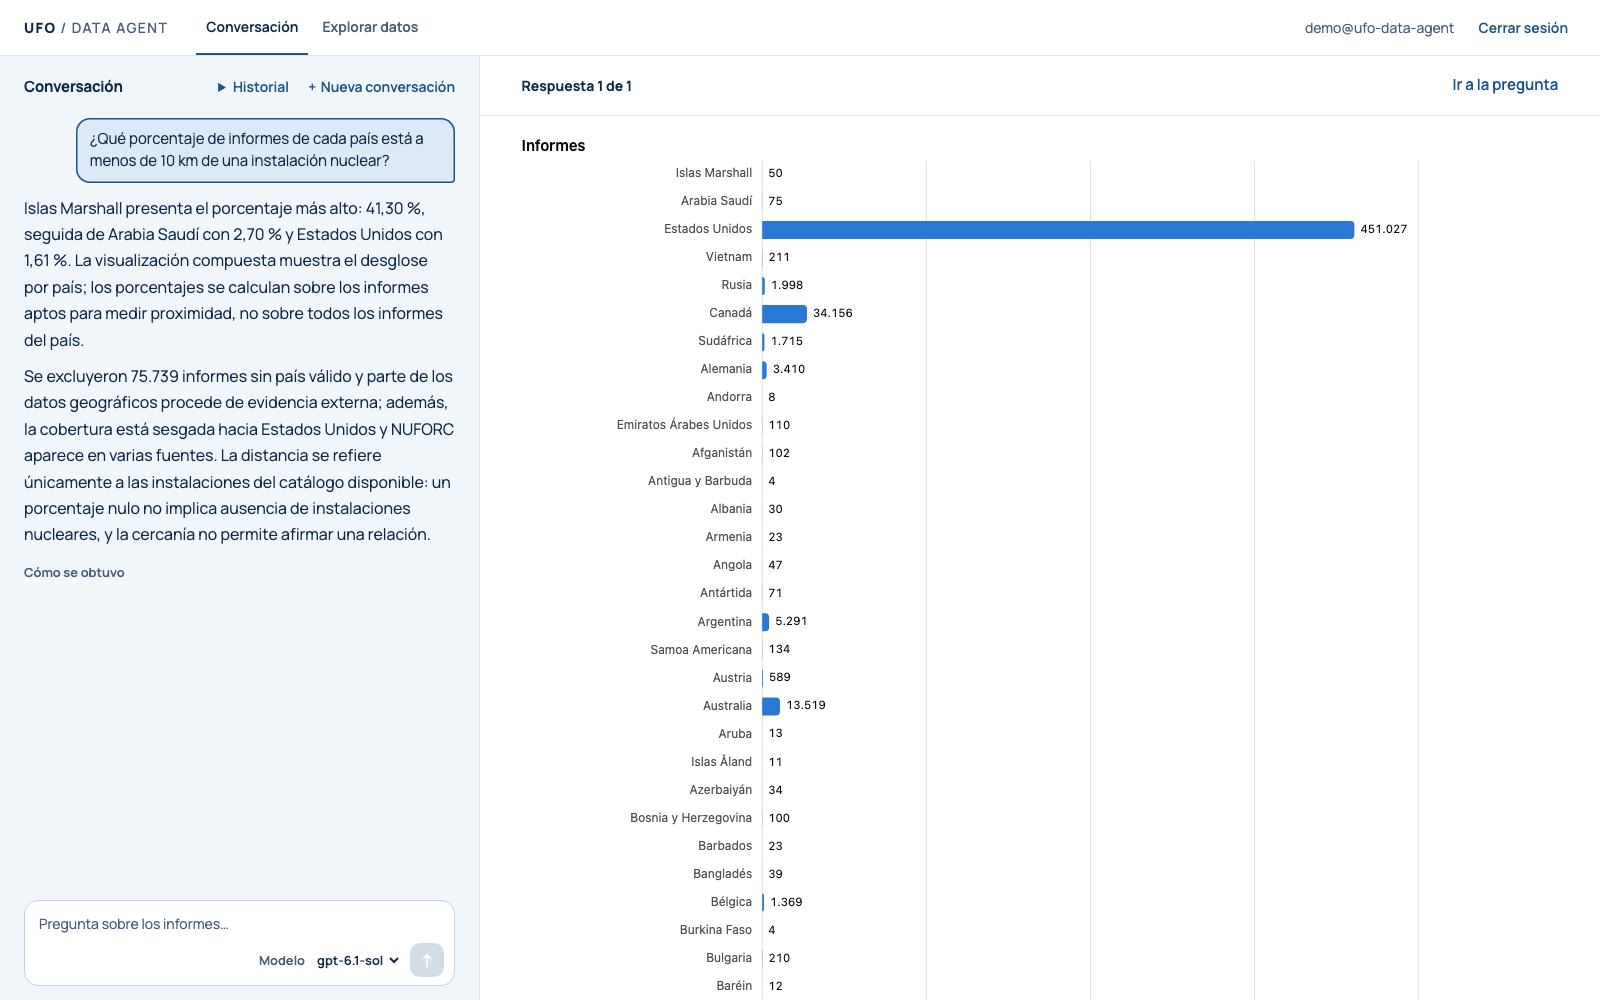 UFO / DATA AGENT
Conversación
Explorar datos
demo@ufo-data-agent
Cerrar sesión
Conversación
▶ Historial
+ Nueva conversación
¿Qué porcentaje de informes de cada país está a
menos de 10 km de una instalación nuclear?
Islas Marshall presenta el porcentaje más alto: 41,30 %,
seguida de Arabia Saudí con 2,70 % y Estados Unidos con
1,61 %. La visualización compuesta muestra el desglose
por país; los porcentajes se calculan sobre los informes
aptos para medir proximidad, no sobre todos los informes
del país.
Se excluyeron 75.739 informes sin país válido y parte de los
datos geográficos procede de evidencia externa; además,
la cobertura está sesgada hacia Estados Unidos y NUFORC
aparece en varias fuentes. La distancia se refiere
únicamente a las instalaciones del catálogo disponible: un
porcentaje nulo no implica ausencia de instalaciones
nucleares, y la cercanía no permite afirmar una relación.
Cómo se obtuvo
Pregunta sobre los informes…
Modelo gpt-6.1-sol
Respuesta 1 de 1
Ir a la pregunta
Informes
Islas Marshall 50
Arabia Saudí 75
Estados Unidos 451.027
Vietnam 211
Rusia 1.998
Canadá 34.156
Sudáfrica 1.715
Alemania 3.410
Andorra 8
Emiratos Árabes Unidos 110
Afganistán 102
Antigua y Barbuda 4
Albania 30
Armenia 23
Angola 47
Antártida 71
Argentina 5.291
Samoa Americana 134
Austria 589
Australia 13.519
Aruba 13
Islas Åland 11
Azerbaiyán 34
Bosnia y Herzegovina 100
Barbados 23
Bangladés 39
Bélgica 1.369
Burkina Faso 4
Bulgaria 210
Baréin 12